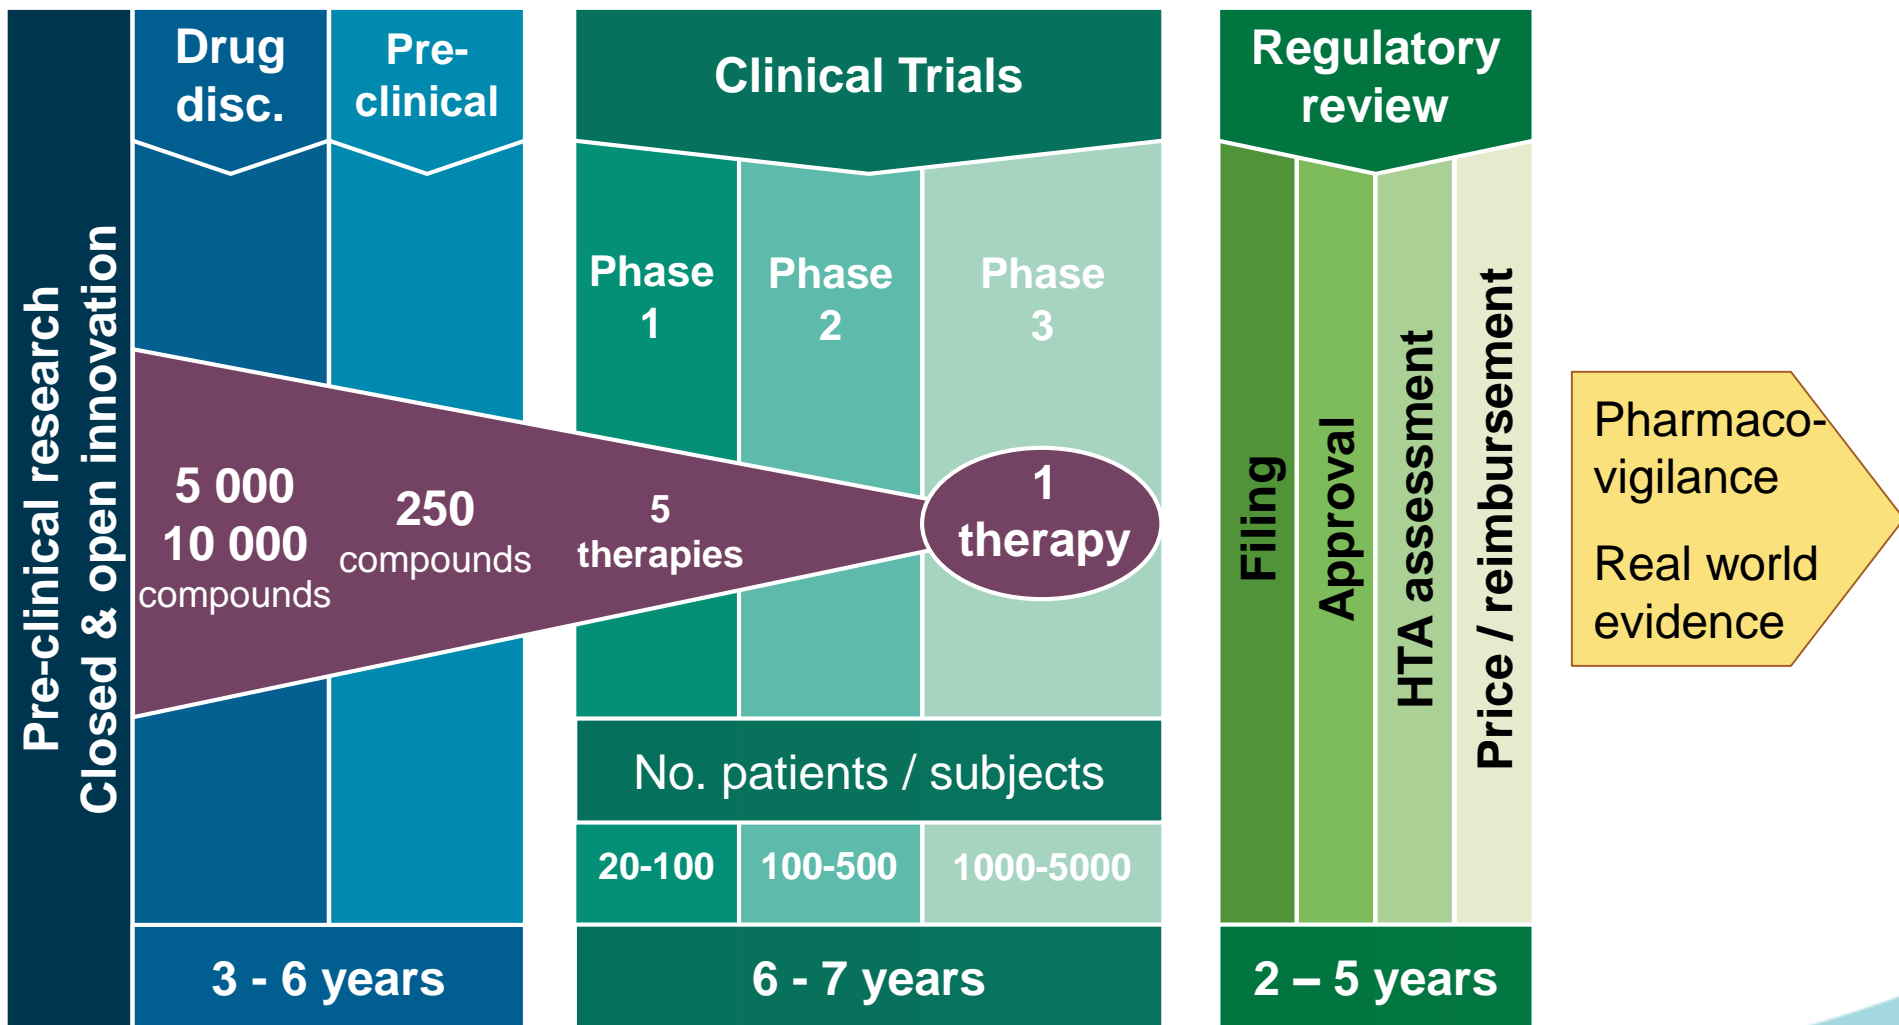 Pre-clinical research
Closed & open innovation
Drug
disc.
Pre-
clinical
5 000
10 000
compounds
250
compounds
3 - 6 years
Clinical Trials
Phase
1
Phase
2
Phase
3
5
therapies
1
therapy
No. patients / subjects
20-100
100-500
1000-5000
6 - 7 years
Regulatory
review
Filing
Approval
HTA assessment
Price / reimbursement
2 – 5 years
Pharmaco-
vigilance
Real world
evidence